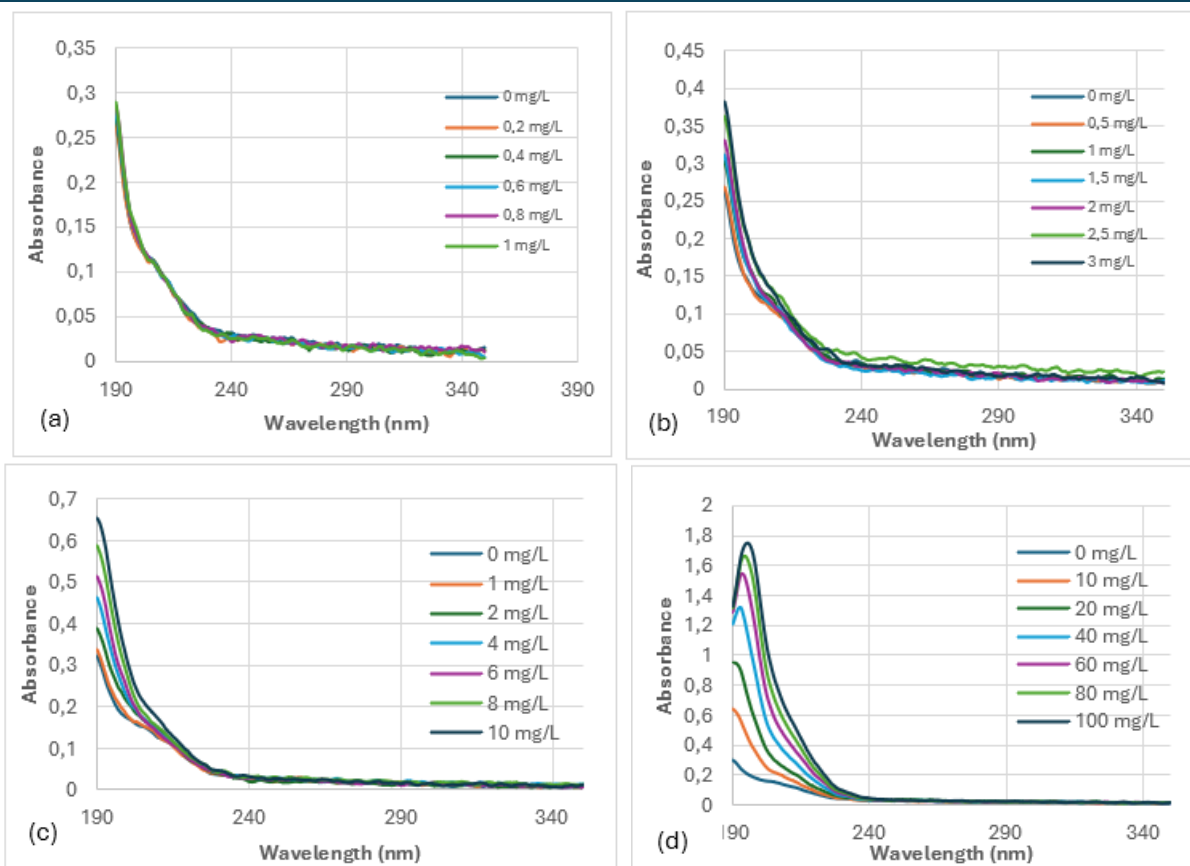 0,35
0,3
0,25
0,2
0,15
0,1
0,05
0
190
240
290
340
390
Absorbance
Wavelength (nm)
0 mg/L
0,2 mg/L
0,4 mg/L
0,6 mg/L
0,8 mg/L
1 mg/L
(a)
0,45
0,4
0,35
0,3
0,25
0,2
0,15
0,1
0,05
0
190
240
290
340
Absorbance
Wavelength (nm)
0 mg/L
0,5 mg/L
1 mg/L
1,5 mg/L
2 mg/L
2,5 mg/L
3 mg/L
(b)
0,7
0,6
0,5
0,4
0,3
0,2
0,1
0
190
240
290
340
Absorbance
Wavelength (nm)
0 mg/L
1 mg/L
2 mg/L
4 mg/L
6 mg/L
8 mg/L
10 mg/L
(c)
2
1,8
1,6
1,4
1,2
1
0,8
0,6
0,4
0,2
0
190
240
290
340
Absorbance
Wavelength (nm)
0 mg/L
10 mg/L
20 mg/L
40 mg/L
60 mg/L
80 mg/L
100 mg/L
(d)